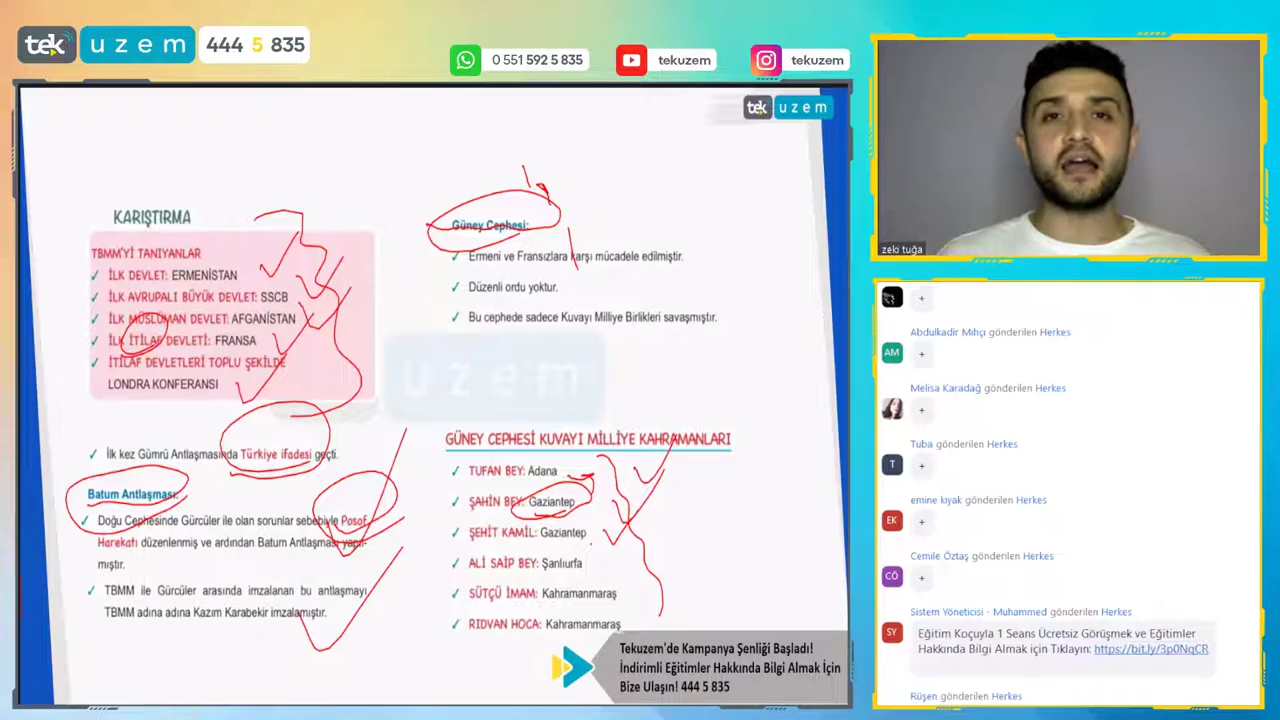 tek uzem 444 5 835
0 551 592 5 835
tekuzem
tekuzem
tek uzem
KARIŞTIRMA
TBMM'Yİ TANIYANLAR
✓ İLK DEVLET: ERMENİSTAN
✓ İLK AVRUPALI BÜYÜK DEVLET: SSCB
✓ İLK MÜSLÜMAN DEVLET: AFGANİSTAN
✓ İLK İTİLAF DEVLETİ: FRANSA
✓ İTİLAF DEVLETLERİ TOPLU ŞEKİLDE
LONDRA KONFERANSI
✓ İlk kez Gümrü Antlaşmasında Türkiye ifadesi geçti.
Batum Antlaşması:
✓ Doğu Cephesinde Gürcüler ile olan sorunlar sebebiyle Posof
Harekatı düzenlenmiş ve ardından Batum Antlaşması yapıl-
mıştır.
✓ TBMM ile Gürcüler arasında imzalanan bu antlaşmayı
TBMM adına adına Kazım Karabekir imzalamıştır.
Güney Cephesi:
✓ Ermeni ve Fransızlara karşı mücadele edilmiştir.
✓ Düzenli ordu yoktur.
✓ Bu cephede sadece Kuvayı Milliye Birlikleri savaşmıştır.
uzem
GÜNEY CEPHESİ KUVAYI MİLLİYE KAHRAMANLARI
✓ TUFAN BEY: Adana
✓ ŞAHİN BEY: Gaziantep
✓ ŞEHİT KAMİL: Gaziantep
✓ ALİ SAİP BEY: Şanlıurfa
✓ SÜTÇÜ İMAM: Kahramanmaraş
✓ RIDVAN HOCA: Kahramanmaraş
Tekuzem'de Kampanya Şenliği Başladı!
İndirimli Eğitimler Hakkında Bilgi Almak İçin
Bize Ulaşın! 444 5 835
zeki tuğa
+
Abdulkadir Mıhçı gönderilen Herkes
AM +
Melisa Karadağ gönderilen Herkes
+
Tuba gönderilen Herkes
T +
emine kıyak gönderilen Herkes
EK +
Cemile Öztaş gönderilen Herkes
CÖ +
Sistem Yöneticisi - Muhammed gönderilen Herkes
SY Eğitim Koçuyla 1 Seans Ücretsiz Görüşmek ve Eğitimler
Hakkında Bilgi Almak için Tıklayın: https://bit.ly/3p0NqCR
Rüşen gönderilen Herkes